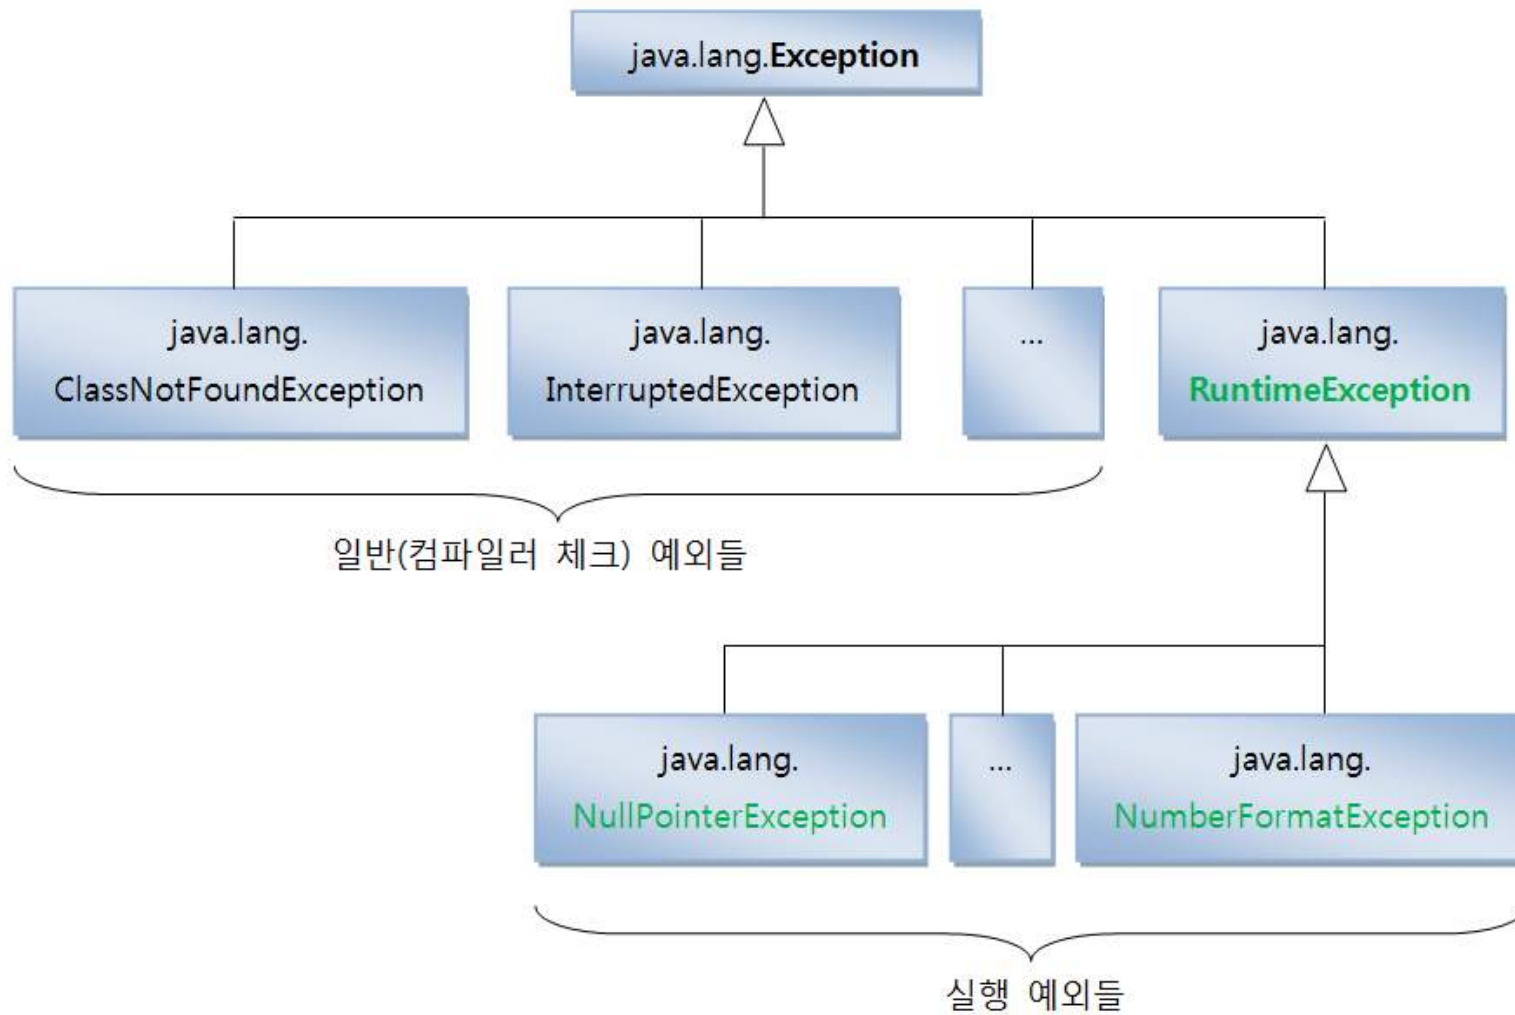 java.lang.Exception
java.lang.
ClassNotFoundException
java.lang.
InterruptedException
...
java.lang.
RuntimeException
일반(컴파일러 체크) 예외들
java.lang.
NullPointerException
...
java.lang.
NumberFormatException
실행 예외들